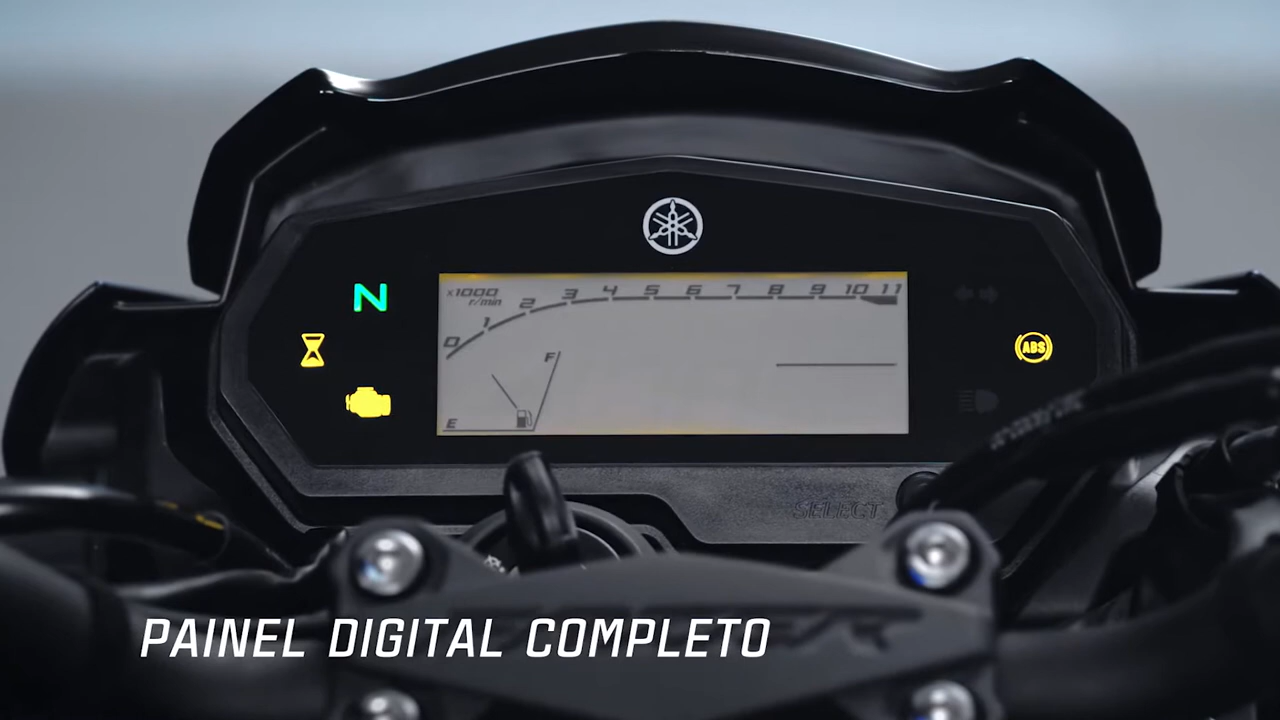 N
x1000
r/min
0 1 2 3 4 5 6 7 8 9 10 11
F
E
ABS
SELECT
PAINEL DIGITAL COMPLETO